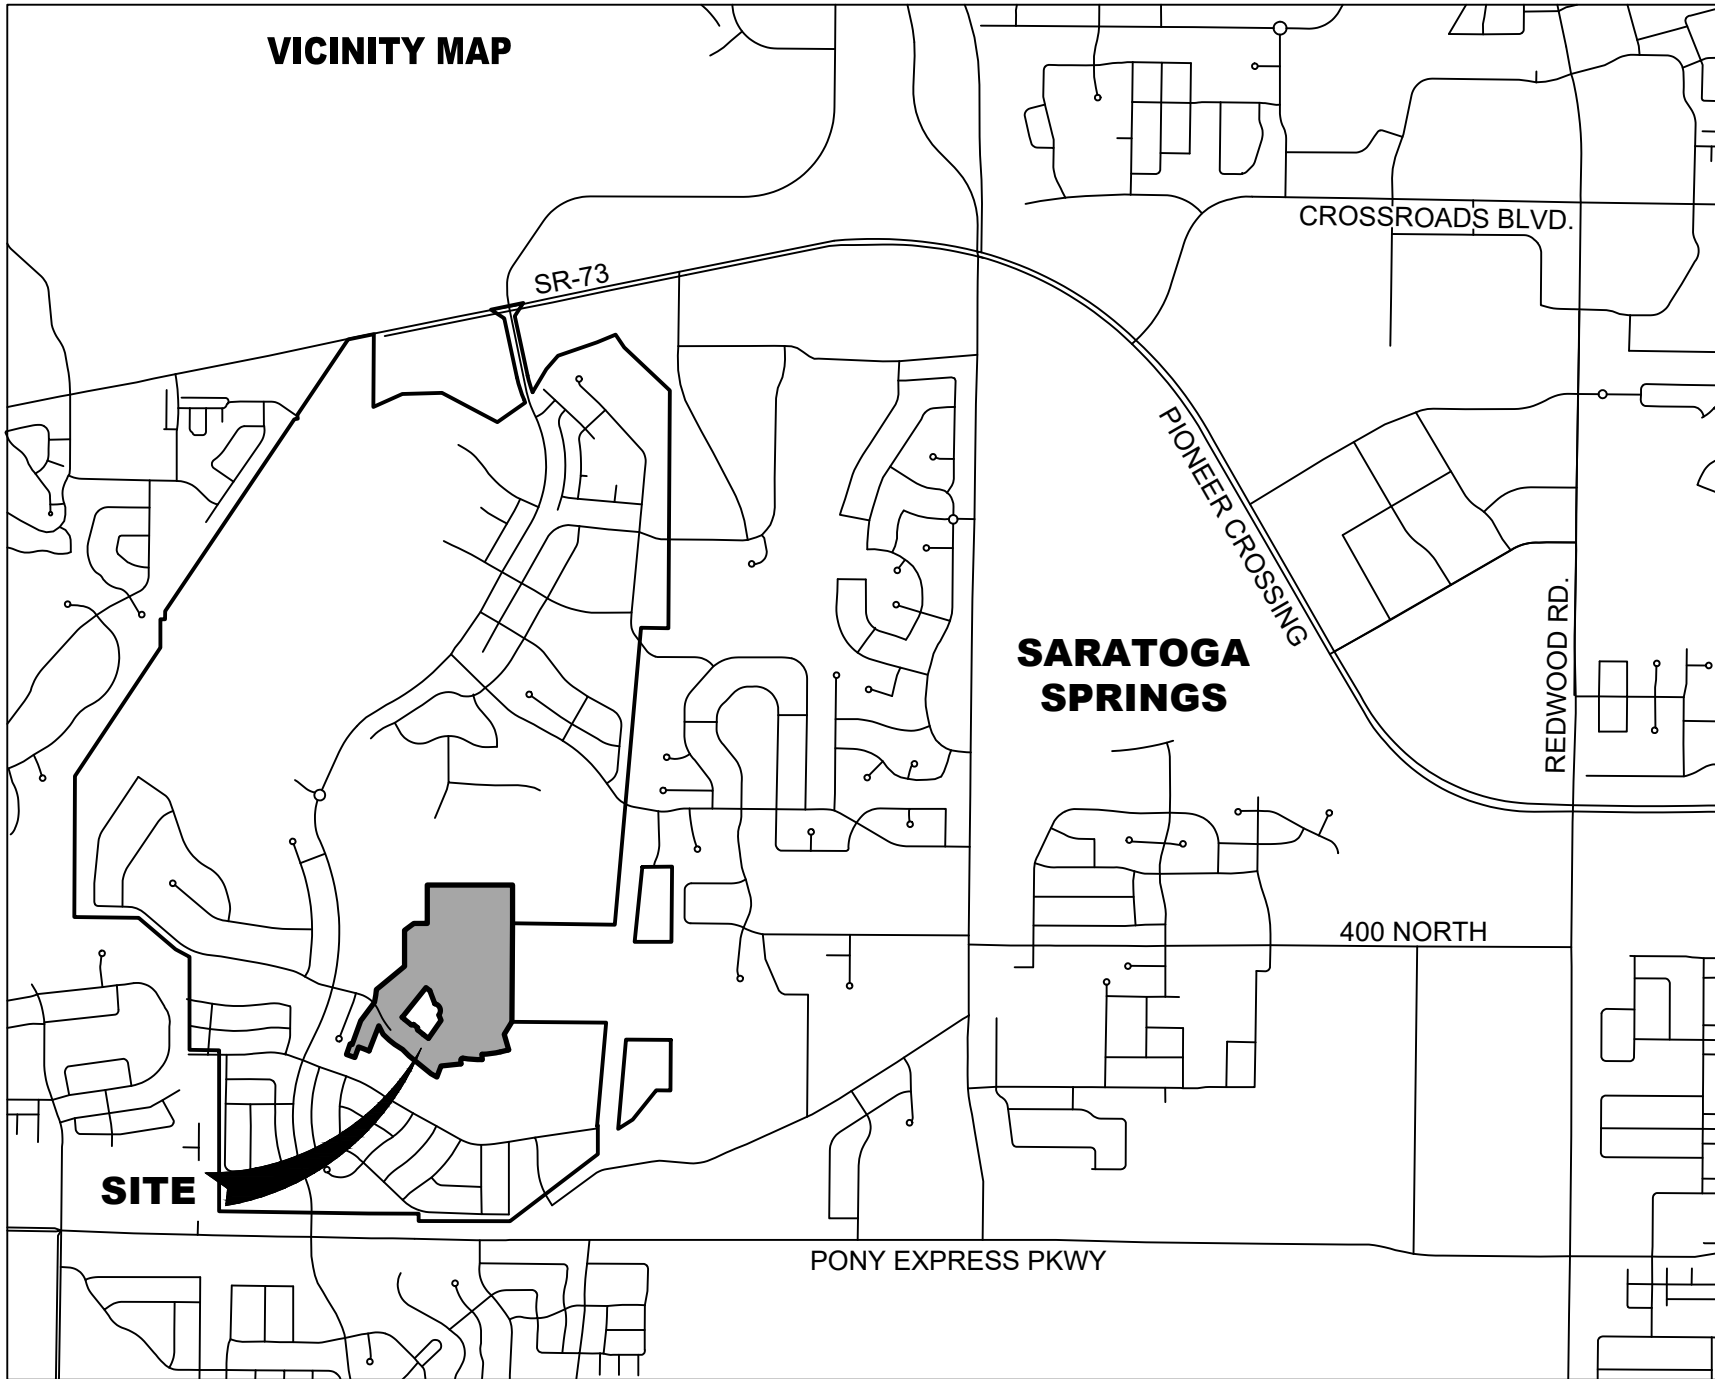 VICINITY MAP
CROSSROADS BLVD.
SR-73
PIONEER CROSSING
REDWOOD RD.
SARATOGA
SPRINGS
400 NORTH
SITE
PONY EXPRESS PKWY